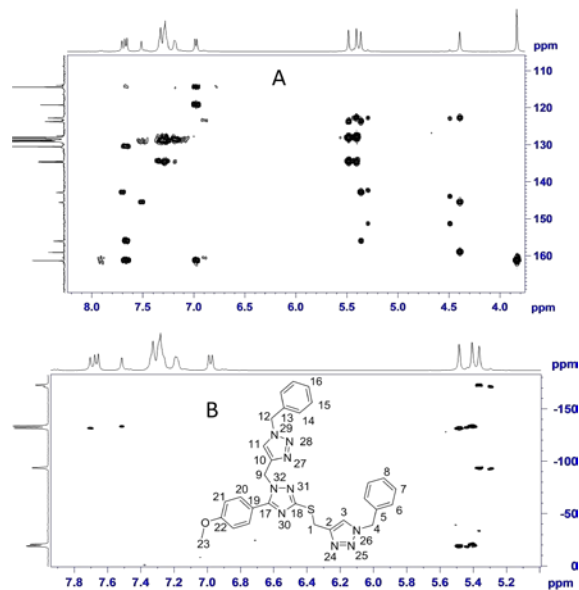 ppm
A
110
120
130
140
150
160
8.0 7.5 7.0 6.5 6.0 5.5 5.0 4.5 4.0 ppm
ppm
B
-150
-100
-50
0
16
15
12 13 14
29
11 N N 28
10 N 27
9
32 31
21 20 N N
19 S 3 8
22 17 N 18 2 5 7
O 30 1 N 4 6
23 N N 26
24 25
7.8 7.6 7.4 7.2 7.0 6.8 6.6 6.4 6.2 6.0 5.8 5.6 5.4 5.2 ppm